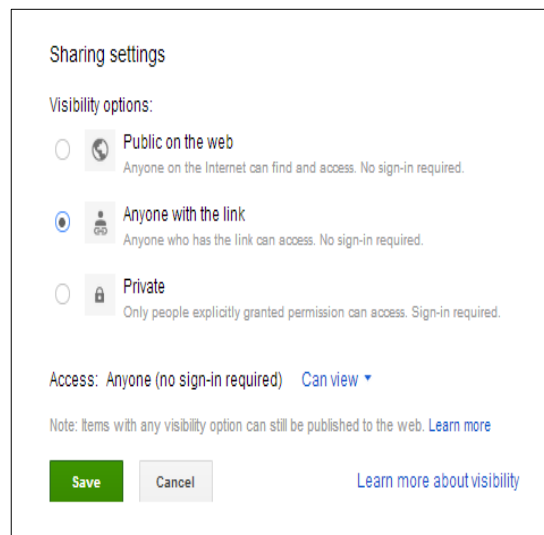 Sharing settings
Visibility options:
Public on the web
Anyone on the Internet can find and access. No sign-in required.
Anyone with the link
Anyone who has the link can access. No sign-in required.
Private
Only people explicitly granted permission can access. Sign-in required.
Access: Anyone (no sign-in required) Can view
Note: Items with any visibility option can still be published to the web. Learn more
Save Cancel Learn more about visibility